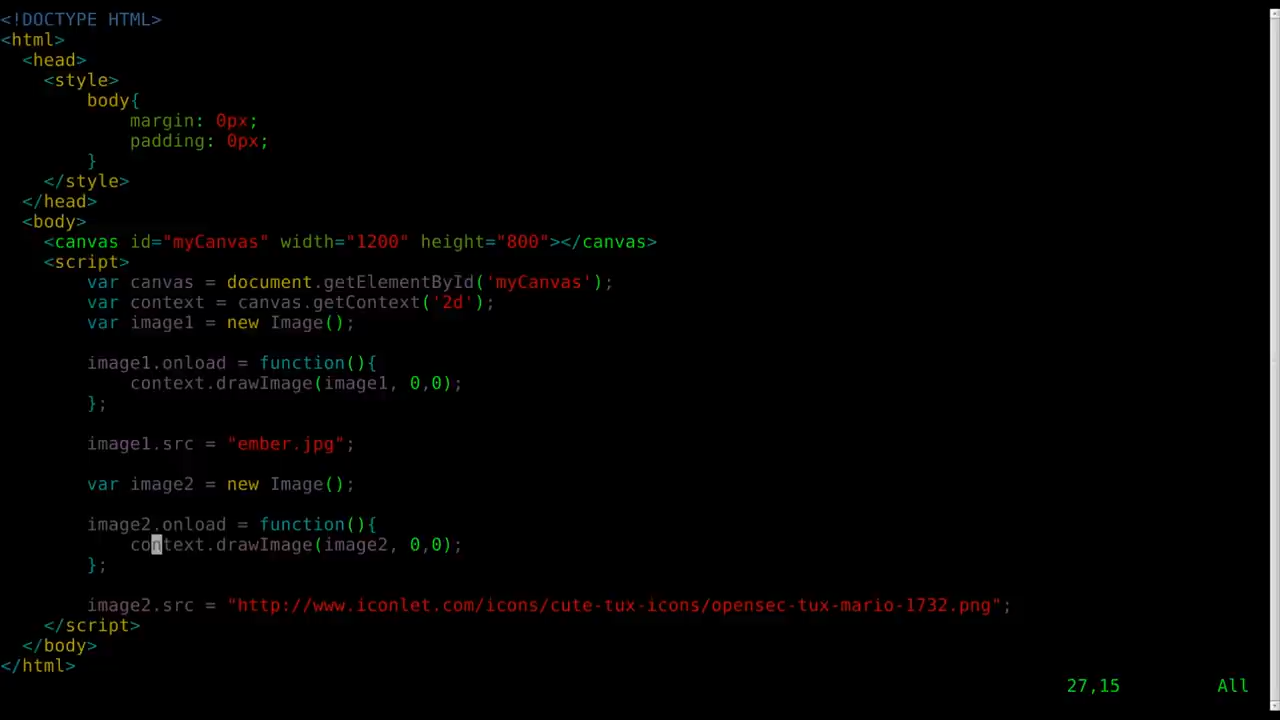 <!DOCTYPE HTML>
<html>
  <head>
    <style>
        body{
            margin: 0px;
            padding: 0px;
        }
    </style>
  </head>
  <body>
    <canvas id="myCanvas" width="1200" height="800"></canvas>
    <script>
        var canvas = document.getElementById('myCanvas');
        var context = canvas.getContext('2d');
        var image1 = new Image();

        image1.onload = function(){
            context.drawImage(image1, 0,0);
        };

        image1.src = "ember.jpg";

        var image2 = new Image();

        image2.onload = function(){
            context.drawImage(image2, 0,0);
        };

        image2.src = "http://www.iconlet.com/icons/cute-tux-icons/opensec-tux-mario-1732.png";
    </script>
  </body>
</html>
27,15 All